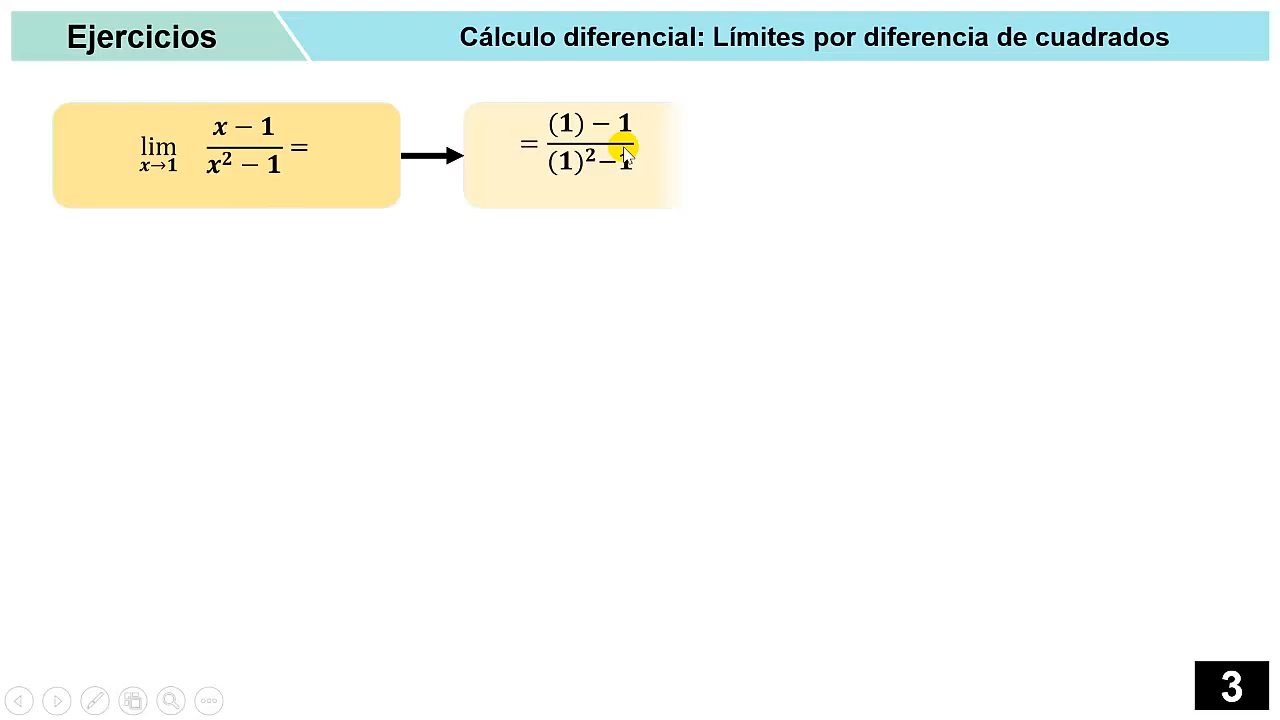 Ejercicios
Cálculo diferencial: Límites por diferencia de cuadrados
lim x→1 x − 1 / x² − 1 =
= (1) − 1 / (1)² − 1
3